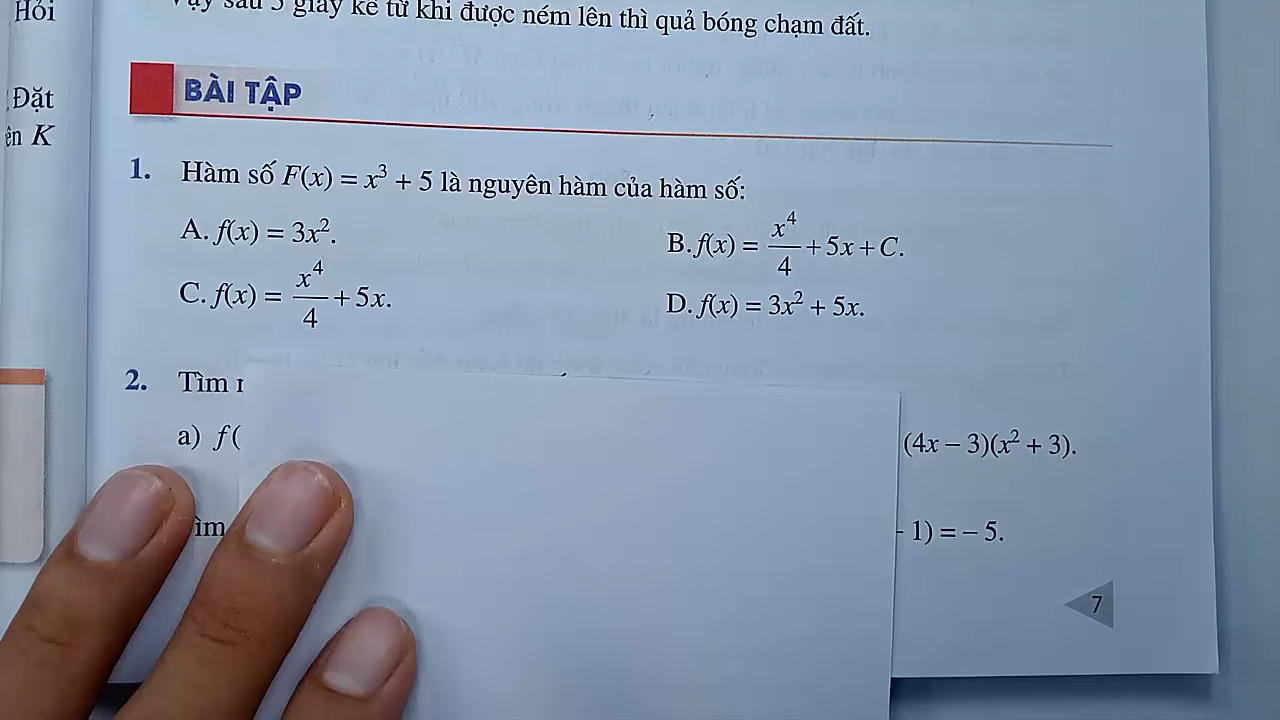 Hỏi
Đặt
ên K
Vậy sau 5 giây kể từ khi được ném lên thì quả bóng chạm đất.
BÀI TẬP
1. Hàm số F(x) = x³ + 5 là nguyên hàm của hàm số:
A. f(x) = 3x². B. f(x) = x⁴/4 + 5x + C.
C. f(x) = x⁴/4 + 5x. D. f(x) = 3x² + 5x.
2. Tìm
a) f( (4x – 3)(x² + 3).
ìm - 1) = – 5.
7